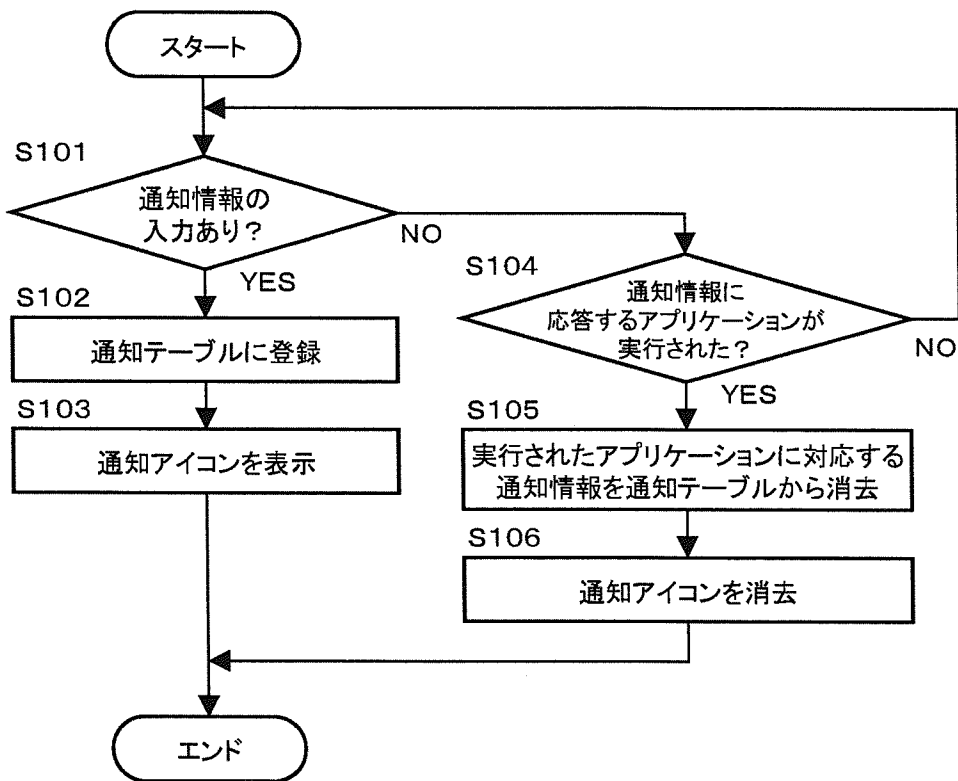 スタート
S101
通知情報の
入力あり？
NO
YES
S102
通知テーブルに登録
S103
通知アイコンを表示
S104
通知情報に
応答するアプリケーションが
実行された？
NO
YES
S105
実行されたアプリケーションに対応する
通知情報を通知テーブルから消去
S106
通知アイコンを消去
エンド